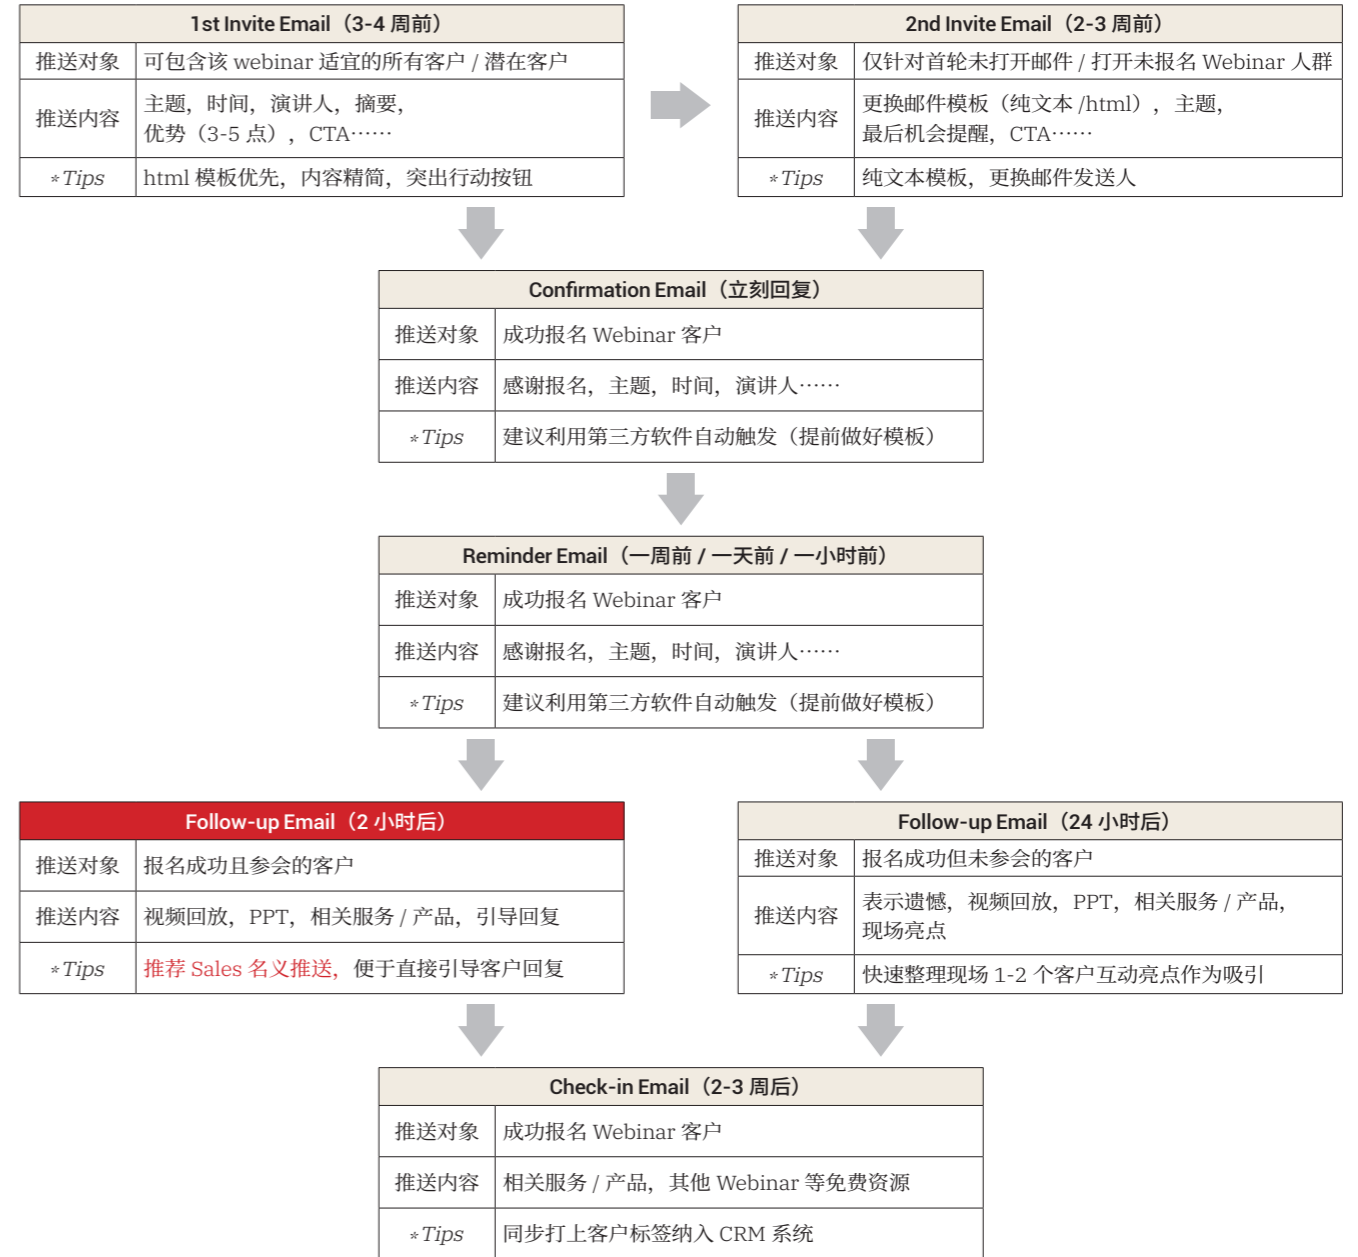 1st Invite Email（3-4 周前）
推送对象 可包含该 webinar 适宜的所有客户 / 潜在客户
推送内容 主题，时间，演讲人，摘要，
优势（3-5 点），CTA……
*Tips html 模板优先，内容精简，突出行动按钮
2nd Invite Email（2-3 周前）
推送对象 仅针对首轮未打开邮件 / 打开未报名 Webinar 人群
推送内容 更换邮件模板（纯文本 /html），主题，
最后机会提醒，CTA……
*Tips 纯文本模板，更换邮件发送人
Confirmation Email（立刻回复）
推送对象 成功报名 Webinar 客户
推送内容 感谢报名，主题，时间，演讲人……
*Tips 建议利用第三方软件自动触发（提前做好模板）
Reminder Email（一周前 / 一天前 / 一小时前）
推送对象 成功报名 Webinar 客户
推送内容 感谢报名，主题，时间，演讲人……
*Tips 建议利用第三方软件自动触发（提前做好模板）
Follow-up Email（2 小时后）
推送对象 报名成功且参会的客户
推送内容 视频回放，PPT，相关服务 / 产品，引导回复
*Tips 推荐 Sales 名义推送，便于直接引导客户回复
Follow-up Email（24 小时后）
推送对象 报名成功但未参会的客户
推送内容 表示遗憾，视频回放，PPT，相关服务 / 产品，
现场亮点
*Tips 快速整理现场 1-2 个客户互动亮点作为吸引
Check-in Email（2-3 周后）
推送对象 成功报名 Webinar 客户
推送内容 相关服务 / 产品，其他 Webinar 等免费资源
*Tips 同步打上客户标签纳入 CRM 系统